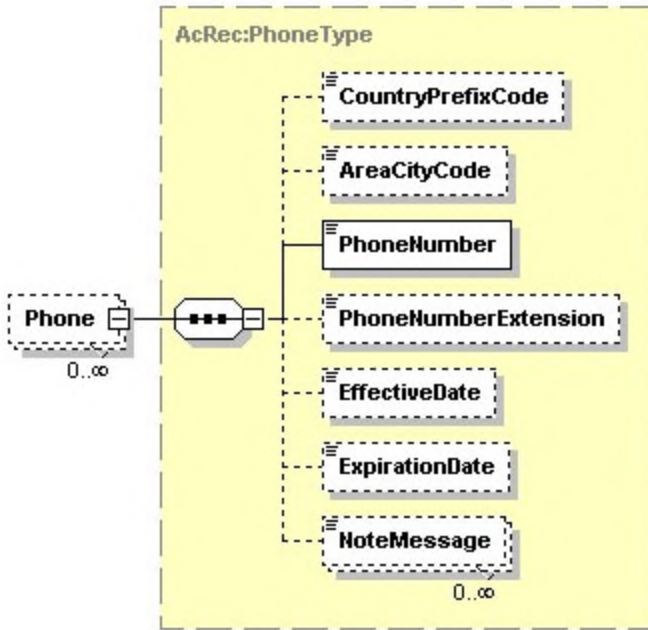 AcRec:PhoneType
CountryPrefixCode
AreaCityCode
PhoneNumber
Phone
0..∞
PhoneNumberExtension
EffectiveDate
ExpirationDate
NoteMessage
0..∞